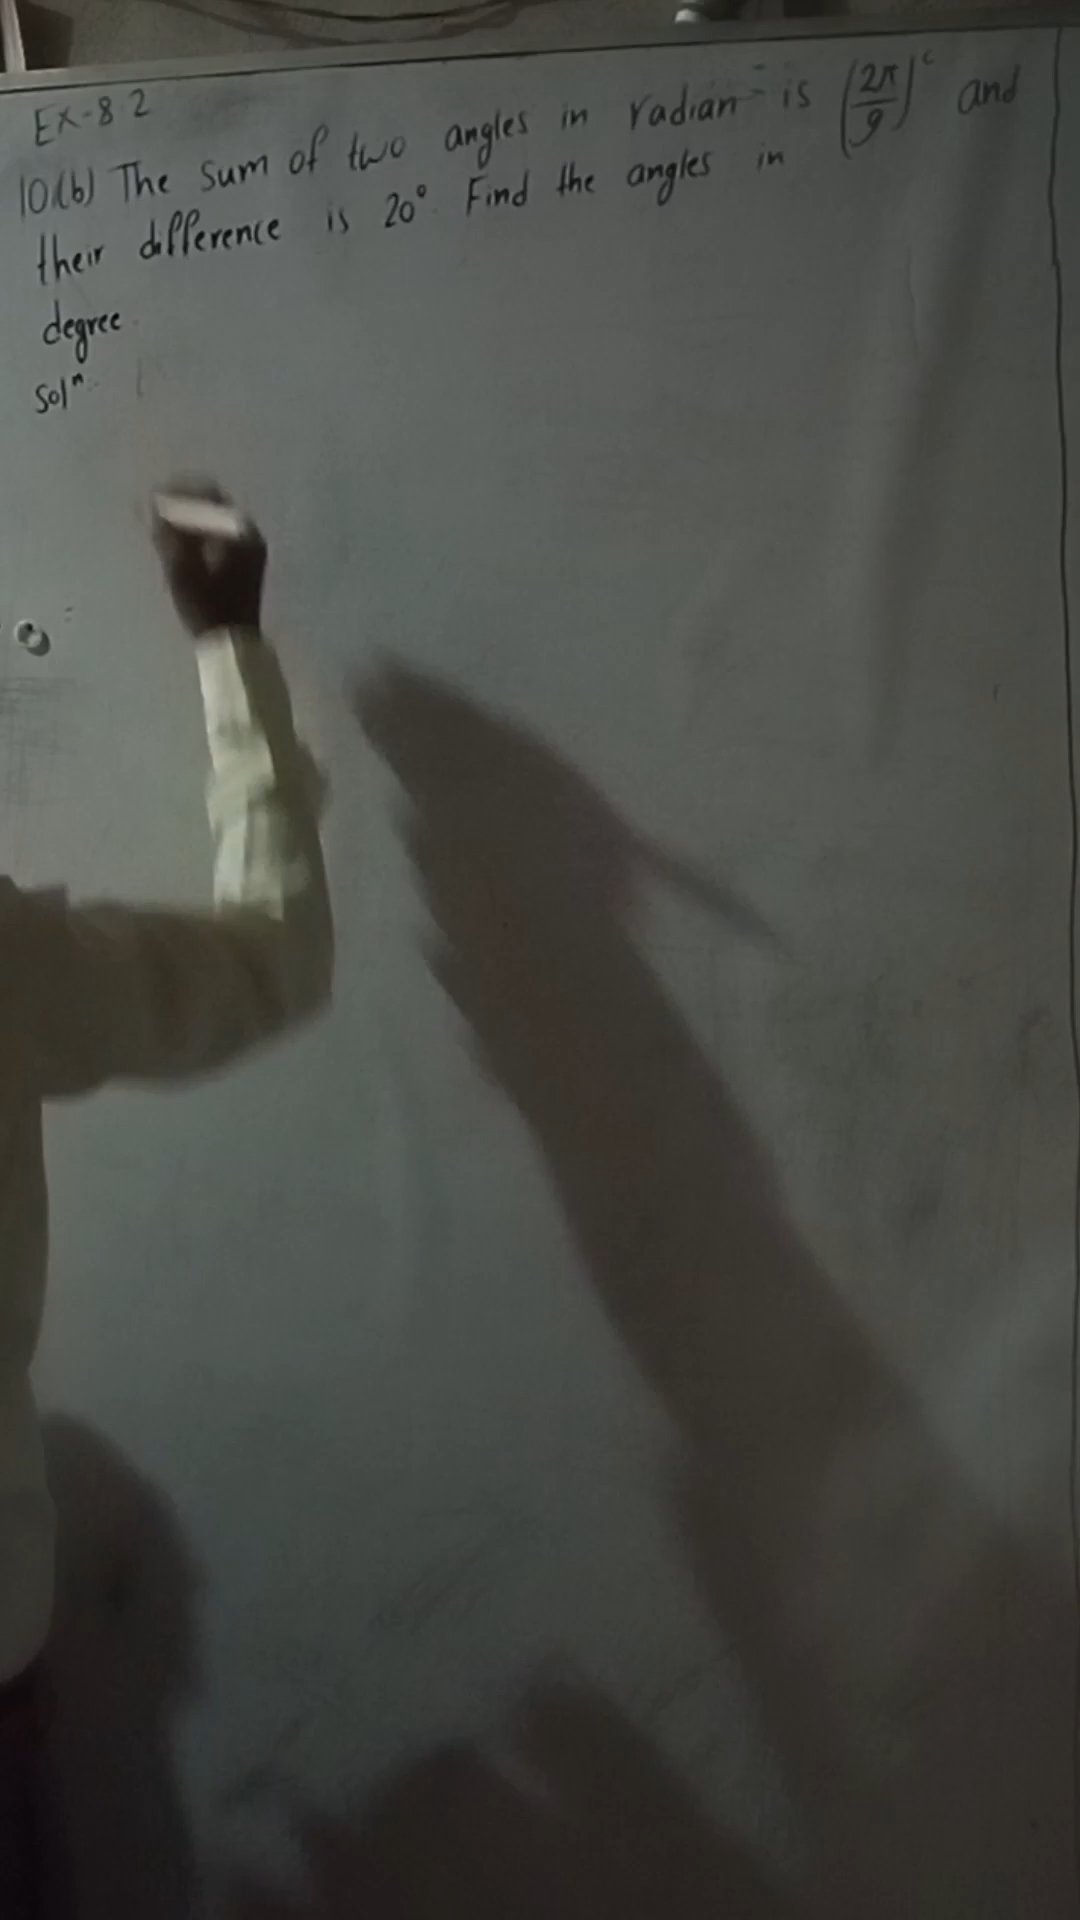 Ex-8.2
10.(b) The sum of two angles in radian is (2π/9)ᶜ and
their difference is 20°. Find the angles in
degree.
Solⁿ: